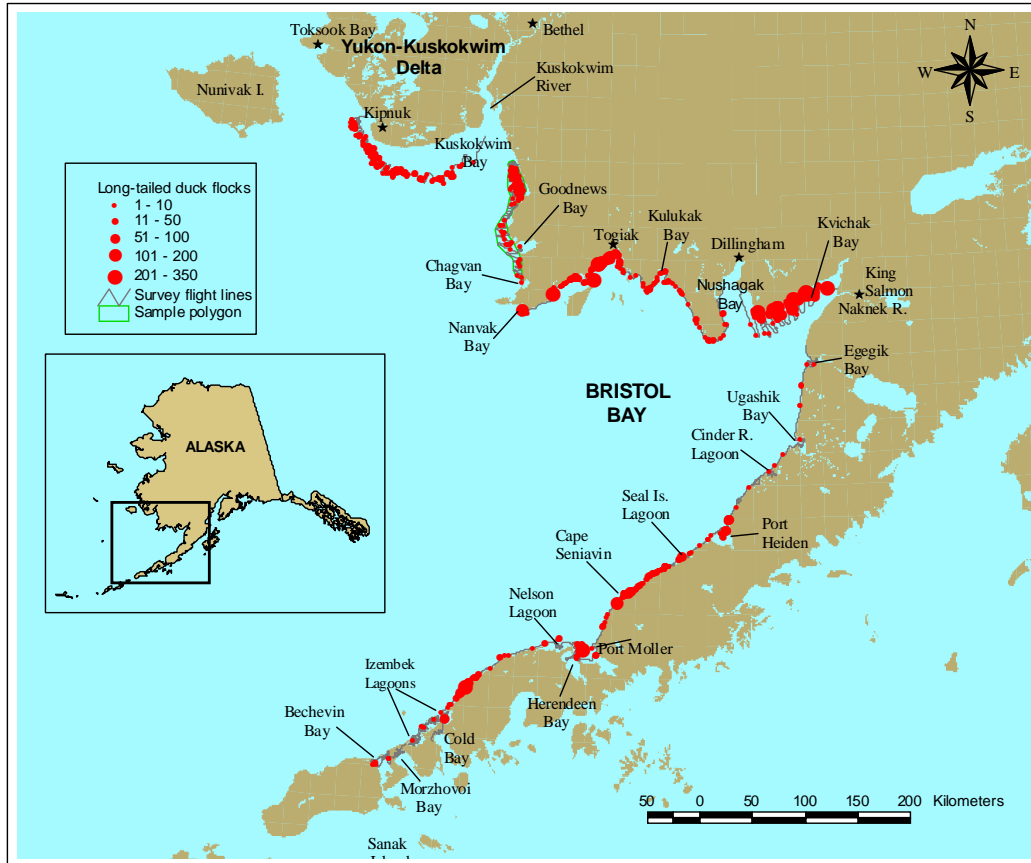 Toksook Bay
Bethel
Yukon-Kuskokwim
Delta
Nunivak I.
Kuskokwim
River
Kipnuk
Kuskokwim
Bay
N
W
E
S
Long-tailed duck flocks
1 - 10
11 - 50
51 - 100
101 - 200
201 - 350
Survey flight lines
Sample polygon
Goodnews
Bay
Togiak
Kulukak
Bay
Dillingham
Kvichak
Bay
Chagvan
Bay
Nushagak
Bay
King
Salmon
Naknek R.
Nanvak
Bay
Egegik
Bay
BRISTOL
BAY
Ugashik
Bay
Cinder R.
Lagoon
ALASKA
Seal Is.
Lagoon
Port
Heiden
Cape
Seniavin
Nelson
Lagoon
Port Moller
Izembek
Lagoons
Herendeen
Bay
Bechevin
Bay
Cold
Bay
Morzhovoi
Bay
50 0 50 100 150 200 Kilometers
Sanak